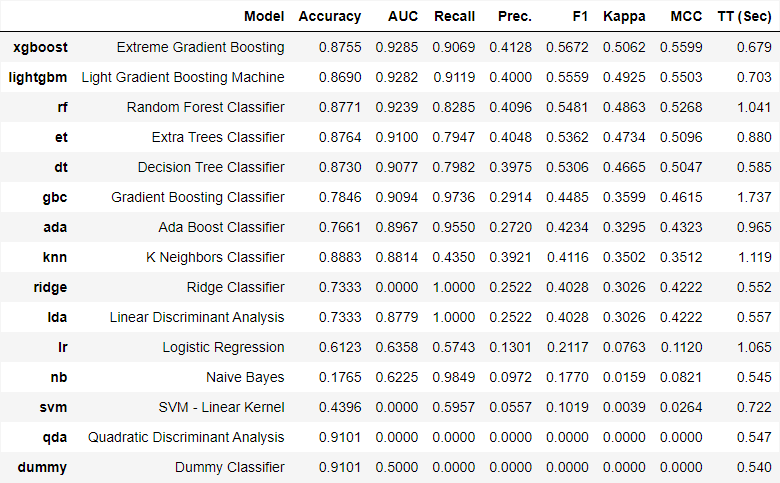 Model Accuracy AUC Recall Prec. F1 Kappa MCC TT (Sec)
xgboost Extreme Gradient Boosting 0.8755 0.9285 0.9069 0.4128 0.5672 0.5062 0.5599 0.679
lightgbm Light Gradient Boosting Machine 0.8690 0.9282 0.9119 0.4000 0.5559 0.4925 0.5503 0.703
rf Random Forest Classifier 0.8771 0.9239 0.8285 0.4096 0.5481 0.4863 0.5268 1.041
et Extra Trees Classifier 0.8764 0.9100 0.7947 0.4048 0.5362 0.4734 0.5096 0.880
dt Decision Tree Classifier 0.8730 0.9077 0.7982 0.3975 0.5306 0.4665 0.5047 0.585
gbc Gradient Boosting Classifier 0.7846 0.9094 0.9736 0.2914 0.4485 0.3599 0.4615 1.737
ada Ada Boost Classifier 0.7661 0.8967 0.9550 0.2720 0.4234 0.3295 0.4323 0.965
knn K Neighbors Classifier 0.8883 0.8814 0.4350 0.3921 0.4116 0.3502 0.3512 1.119
ridge Ridge Classifier 0.7333 0.0000 1.0000 0.2522 0.4028 0.3026 0.4222 0.552
lda Linear Discriminant Analysis 0.7333 0.8779 1.0000 0.2522 0.4028 0.3026 0.4222 0.557
lr Logistic Regression 0.6123 0.6358 0.5743 0.1301 0.2117 0.0763 0.1120 1.065
nb Naive Bayes 0.1765 0.6225 0.9849 0.0972 0.1770 0.0159 0.0821 0.545
svm SVM - Linear Kernel 0.4396 0.0000 0.5957 0.0557 0.1019 0.0039 0.0264 0.722
qda Quadratic Discriminant Analysis 0.9101 0.0000 0.0000 0.0000 0.0000 0.0000 0.0000 0.547
dummy Dummy Classifier 0.9101 0.5000 0.0000 0.0000 0.0000 0.0000 0.0000 0.540